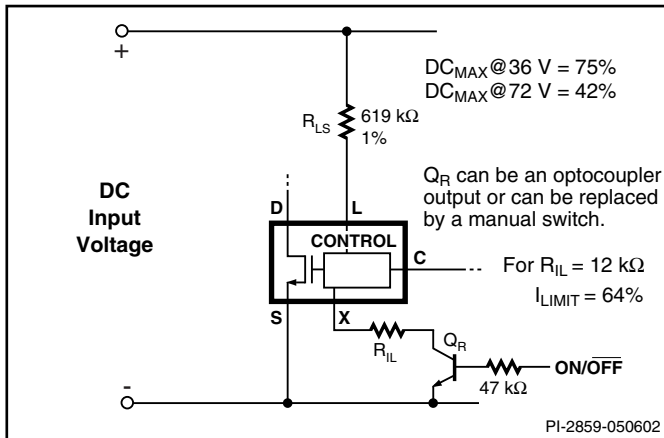 +
DC_MAX@36 V = 75%
DC_MAX@72 V = 42%
R_LS
619 kΩ
1%
DC
Input
Voltage
Q_R can be an optocoupler
output or can be replaced
by a manual switch.
D
L
CONTROL
C
For R_IL = 12 kΩ
I_LIMIT = 64%
S
X
R_IL
Q_R
47 kΩ
ON/O̅F̅F̅
-
PI-2859-050602